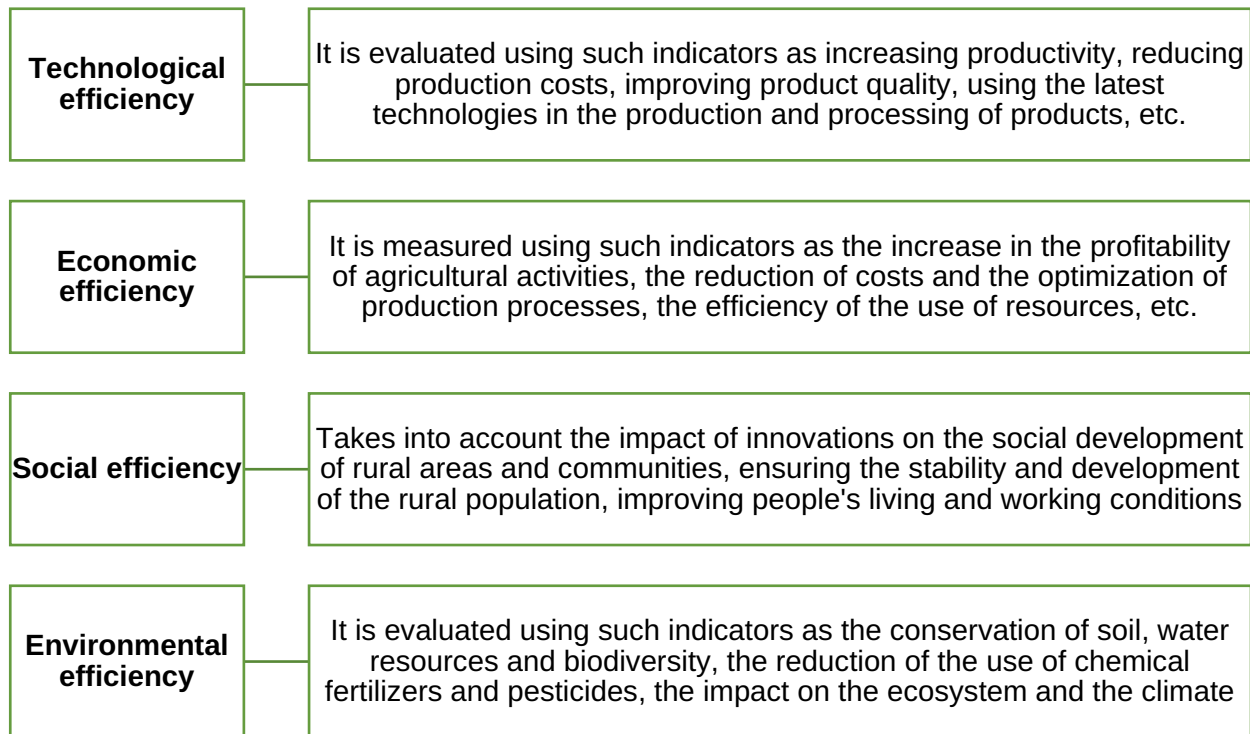 Technological
efficiency
It is evaluated using such indicators as increasing productivity, reducing
production costs, improving product quality, using the latest
technologies in the production and processing of products, etc.
Economic
efficiency
It is measured using such indicators as the increase in the profitability
of agricultural activities, the reduction of costs and the optimization of
production processes, the efficiency of the use of resources, etc.
Social efficiency
Takes into account the impact of innovations on the social development
of rural areas and communities, ensuring the stability and development
of the rural population, improving people's living and working conditions
Environmental
efficiency
It is evaluated using such indicators as the conservation of soil, water
resources and biodiversity, the reduction of the use of chemical
fertilizers and pesticides, the impact on the ecosystem and the climate